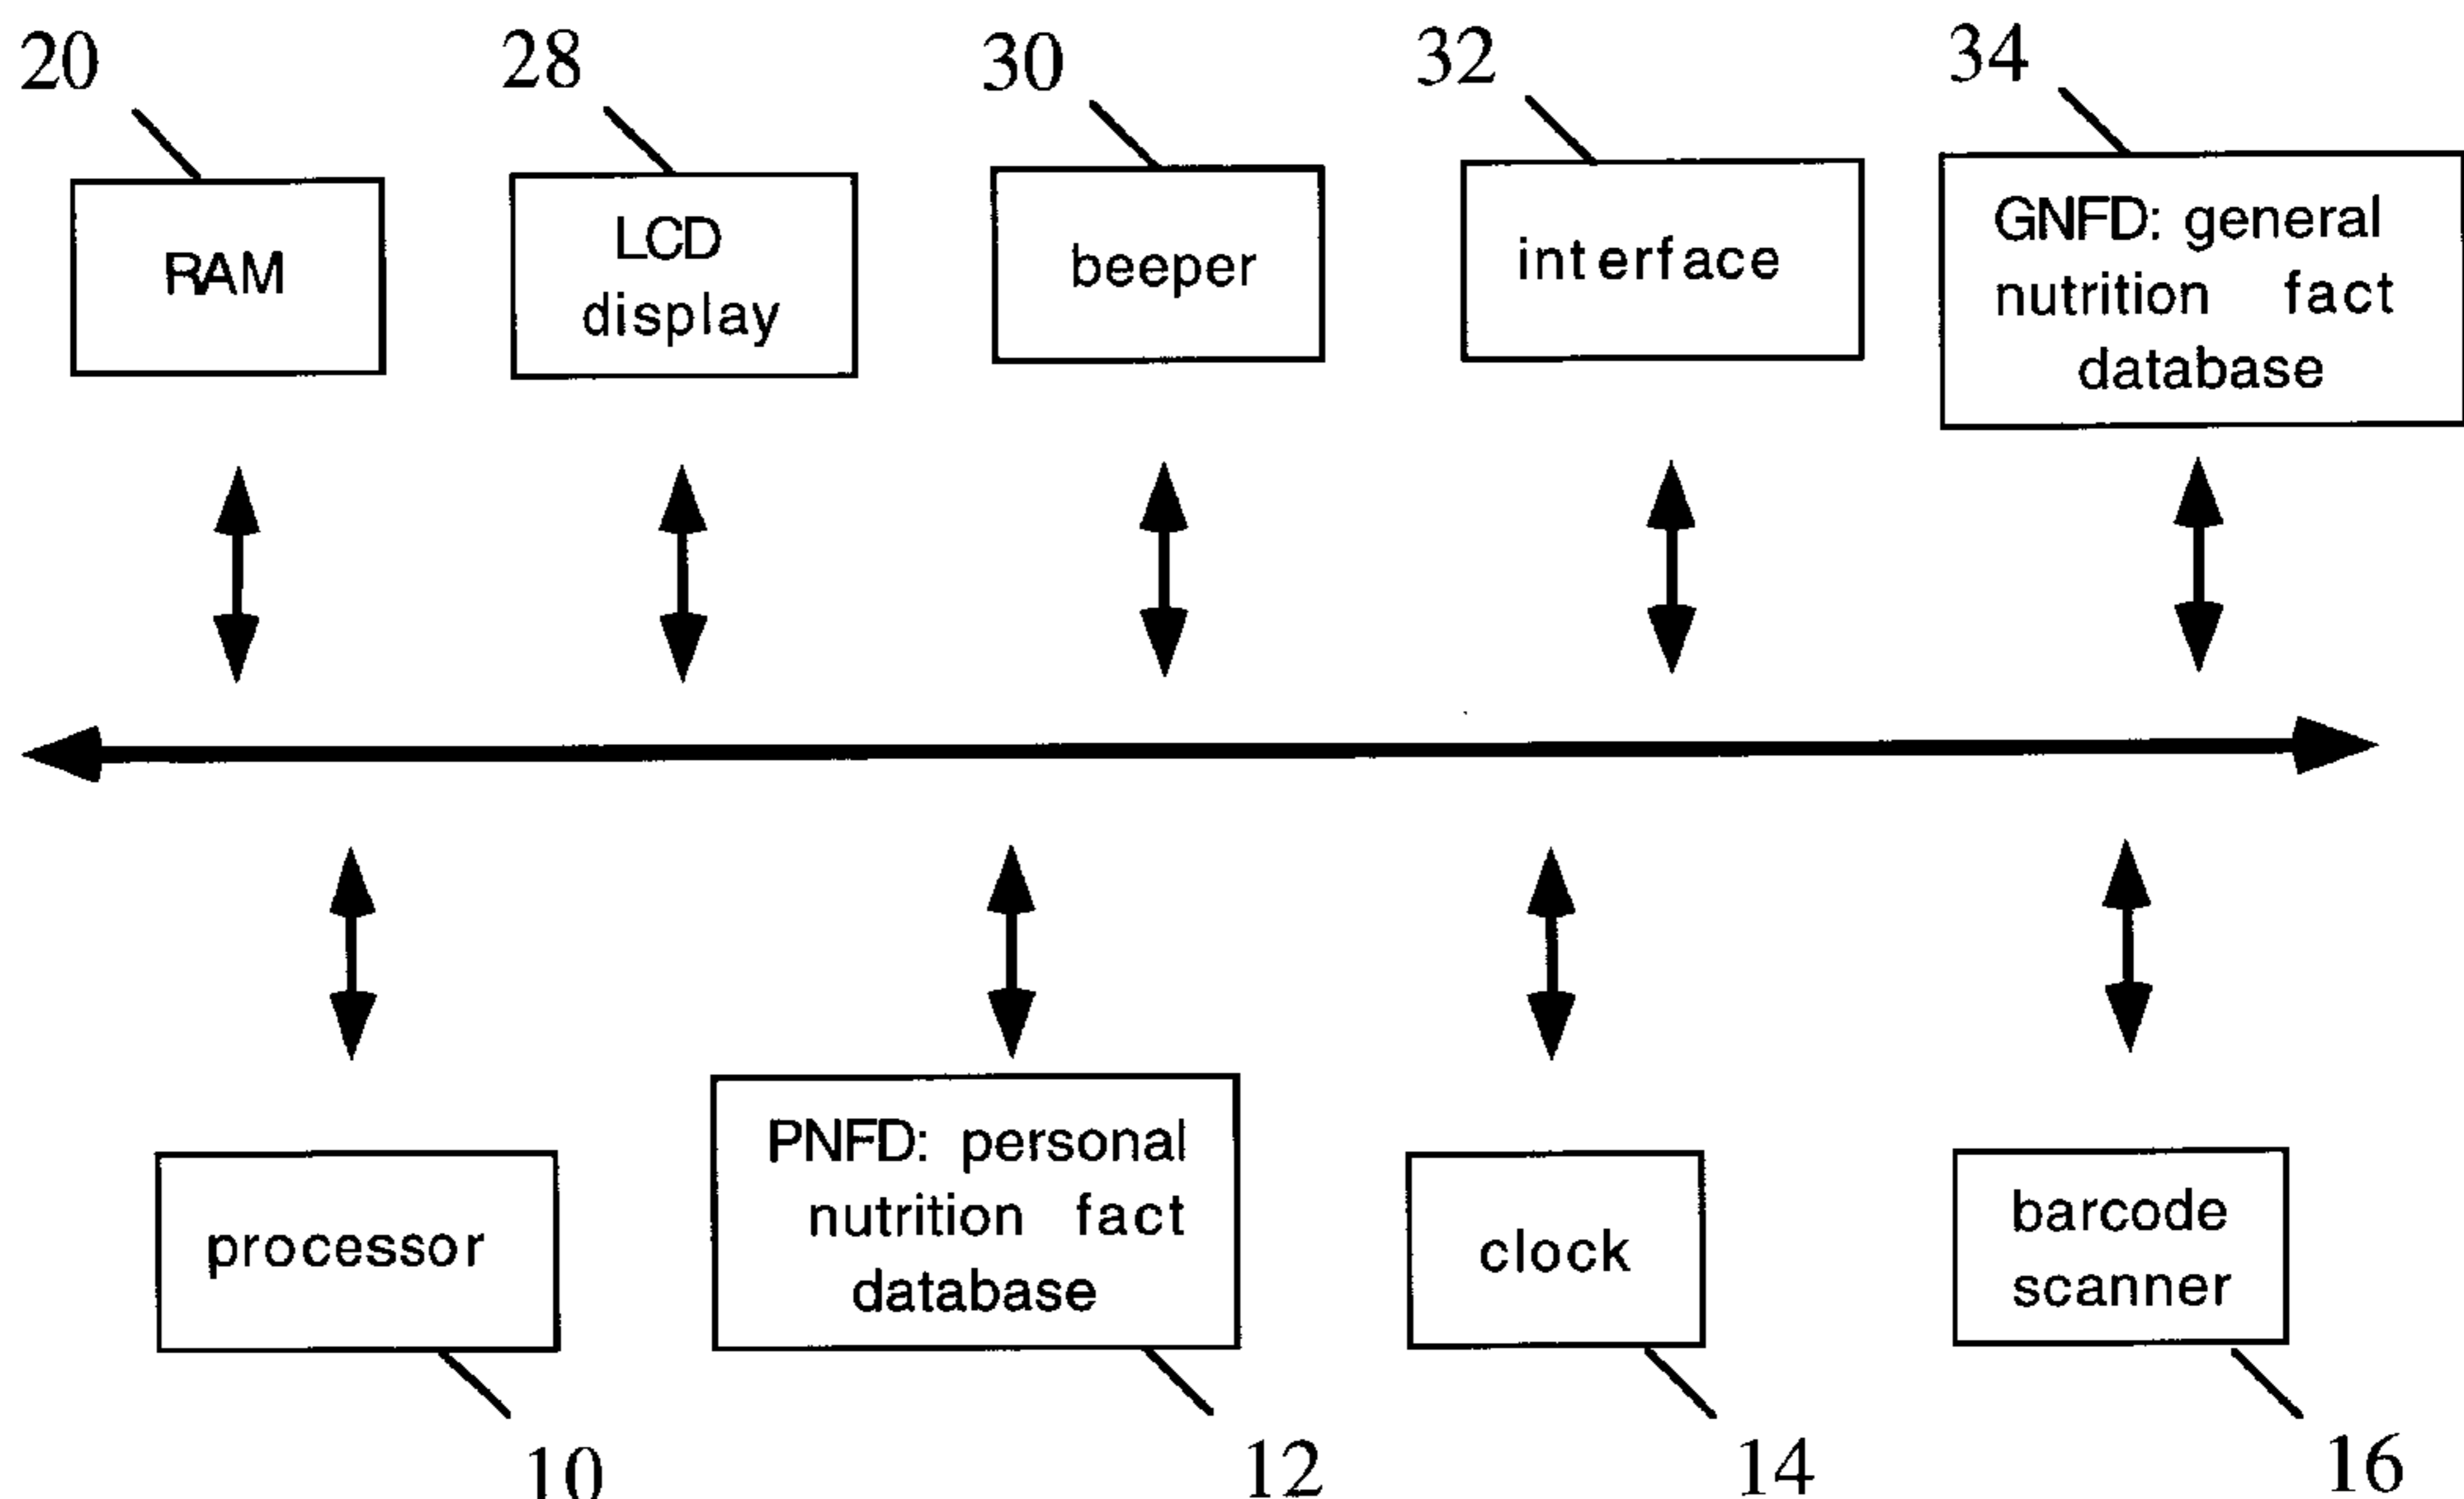 20
28
30
32
34
RAM
LCD
display
beeper
interface
GNFD: general
nutrition fact
database
processor
PNFD: personal
nutrition fact
database
clock
barcode
scanner
10
12
14
16